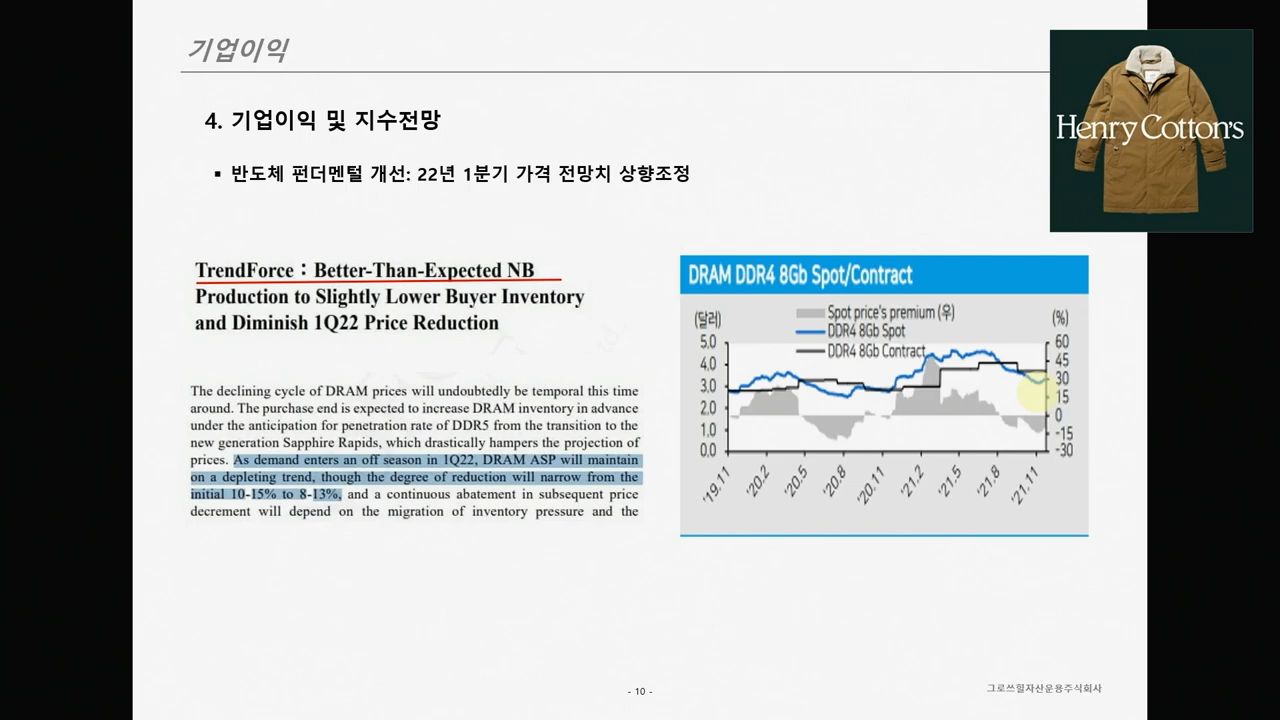 기업이익
Henry Cotton's
4. 기업이익 및 지수전망
▪ 반도체 펀더멘털 개선: 22년 1분기 가격 전망치 상향조정
TrendForce : Better-Than-Expected NB
Production to Slightly Lower Buyer Inventory
and Diminish 1Q22 Price Reduction
The declining cycle of DRAM prices will undoubtedly be temporal this time
around. The purchase end is expected to increase DRAM inventory in advance
under the anticipation for penetration rate of DDR5 from the transition to the
new generation Sapphire Rapids, which drastically hampers the projection of
prices. As demand enters an off season in 1Q22, DRAM ASP will maintain
on a depleting trend, though the degree of reduction will narrow from the
initial 10-15% to 8-13%, and a continuous abatement in subsequent price
decrement will depend on the migration of inventory pressure and the
DRAM DDR4 8Gb Spot/Contract
(달러)
(%)
Spot price's premium (우)
DDR4 8Gb Spot
DDR4 8Gb Contract
5.0
4.0
3.0
2.0
1.0
0.0
60
45
30
15
0
-15
-30
'19.11 '20.2 '20.5 '20.8 '20.11 '21.2 '21.5 '21.8 '21.11
- 10 -
그로쓰힐자산운용주식회사